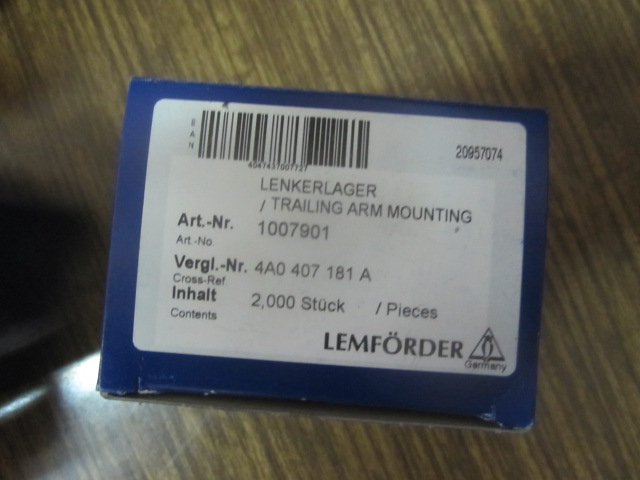 EAN
20957074
4047437007727
LENKERLAGER
/ TRAILING ARM MOUNTING
Art.-Nr. 1007901
Art.-No.
Vergl.-Nr. 4A0 407 181 A
Cross-Ref.
Inhalt 2,000 Stück / Pieces
Contents
LEMFÖRDER
Germany